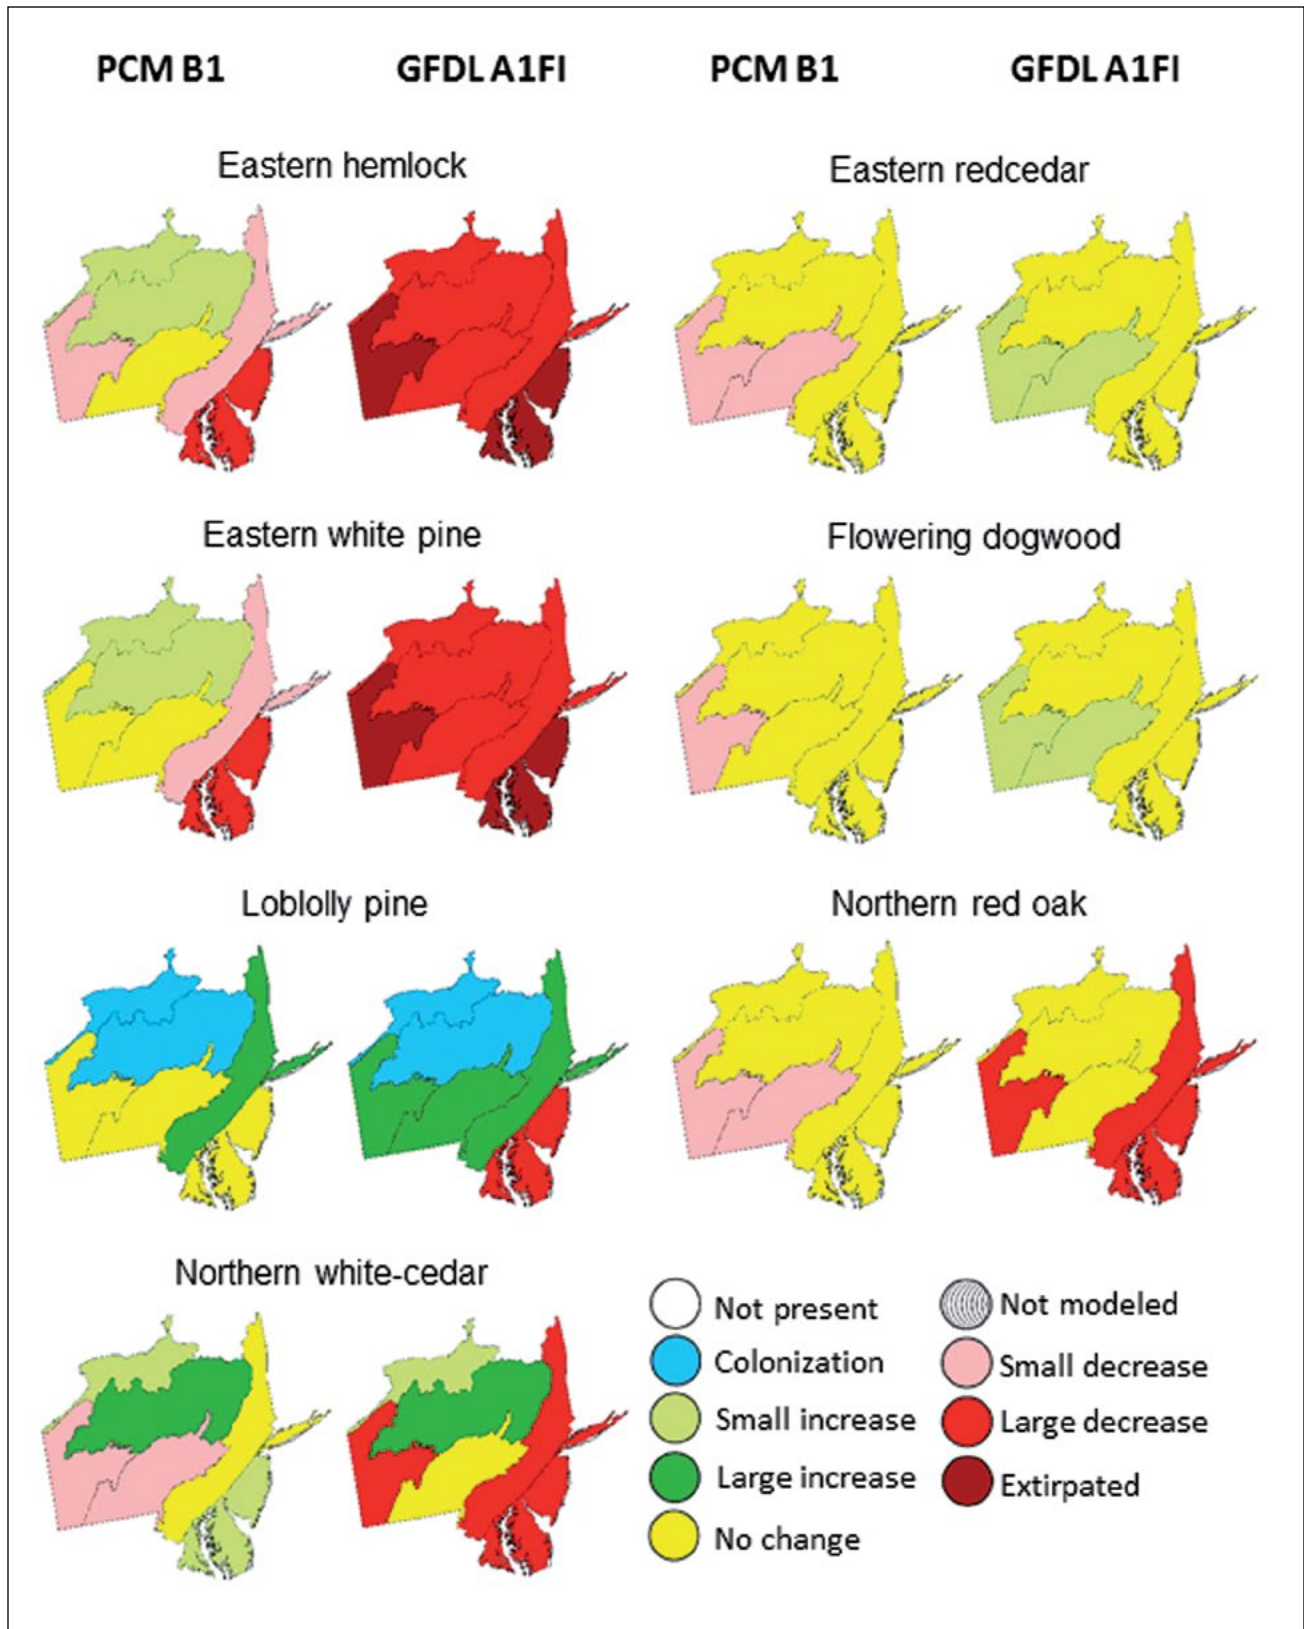 PCM B1 GFDL A1FI PCM B1 GFDL A1FI
Eastern hemlock Eastern redcedar
Eastern white pine Flowering dogwood
Loblolly pine Northern red oak
Northern white-cedar
Not present Not modeled
Colonization Small decrease
Small increase Large decrease
Large increase Extirpated
No change